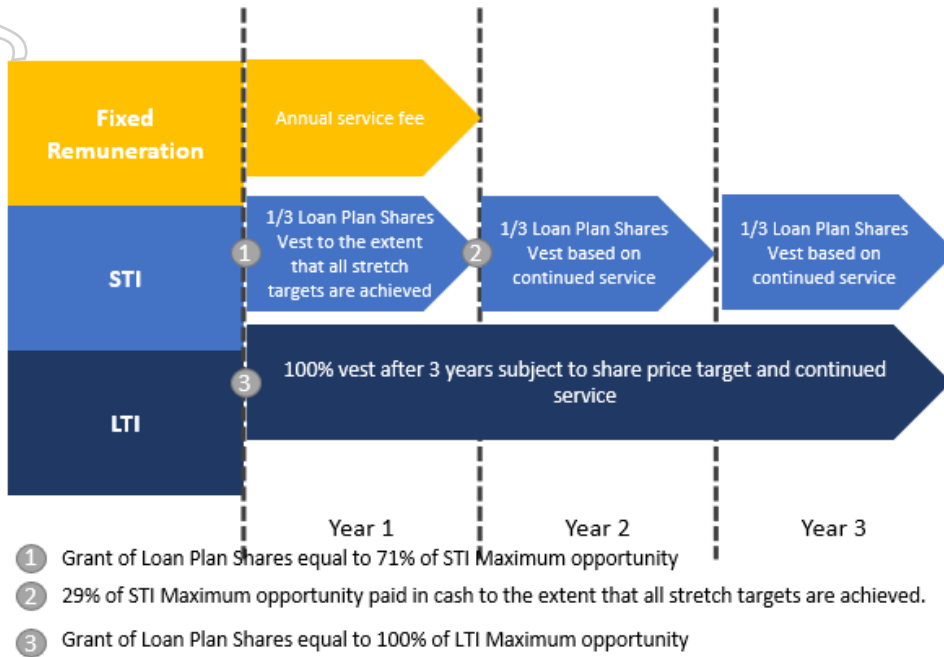 Fixed
Remuneration
Annual service fee
STI
1
1/3 Loan Plan Shares
Vest to the extent
that all stretch
targets are achieved
2
1/3 Loan Plan Shares
Vest based on
continued service
1/3 Loan Plan Shares
Vest based on
continued service
LTI
3
100% vest after 3 years subject to share price target and continued
service
Year 1
Year 2
Year 3
1 Grant of Loan Plan Shares equal to 71% of STI Maximum opportunity
2 29% of STI Maximum opportunity paid in cash to the extent that all stretch targets are achieved.
3 Grant of Loan Plan Shares equal to 100% of LTI Maximum opportunity